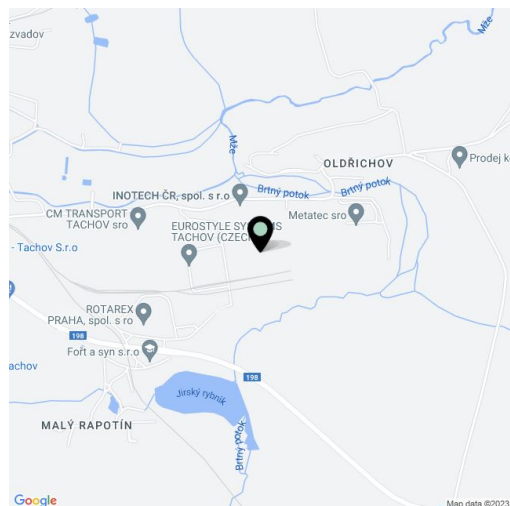 zvadov
Mže
Mže
OLDŘICHOV
Prodej k
INOTECH ČR, spol. s r.o
Brtný potok
Brtný potok
CM TRANSPORT
TACHOV sro
EUROSTYLE SY
MS
TACHOV (CZECH
Metatec sro
- Tachov S.r.o
ROTAREX
PRAHA, spol. s ro
198
Fořt a syn s.r.o
achov
198
Jirský rybník
MALÝ RAPOTÍN
Brtný potok
Google
Map data ©2023